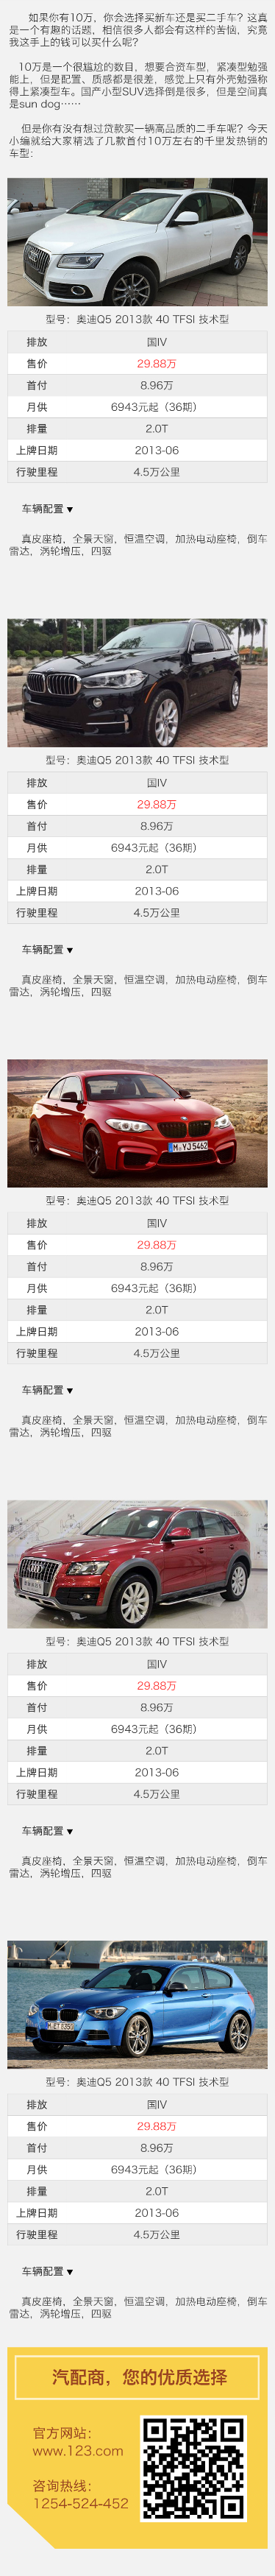 如果你有10万，你会选择买新车还是买二手车？这真
是一个有趣的话题，相信很多人都会有这样的苦恼，究竟
我这手上的钱可以买什么呢？
10万是一个很尴尬的数目，想要合资车型，紧凑型勉强
能上，但是配置、质感都是很差，感觉上只有外壳勉强称
得上紧凑型车。国产小型SUV选择倒是很多，但是空间真
是sun dog……
但是你有没有想过贷款买一辆高品质的二手车呢？今天
小编就给大家精选了几款首付10万左右的千里发热销的
车型：
型号：奥迪Q5 2013款 40 TFSI 技术型
排放 国IV
售价 29.88万
首付 8.96万
月供 6943元起（36期）
排量 2.0T
上牌日期 2013-06
行驶里程 4.5万公里
车辆配置▼
真皮座椅，全景天窗，恒温空调，加热电动座椅，倒车
雷达，涡轮增压，四驱
型号：奥迪Q5 2013款 40 TFSI 技术型
排放 国IV
售价 29.88万
首付 8.96万
月供 6943元起（36期）
排量 2.0T
上牌日期 2013-06
行驶里程 4.5万公里
车辆配置▼
真皮座椅，全景天窗，恒温空调，加热电动座椅，倒车
雷达，涡轮增压，四驱
M YJ 5462
型号：奥迪Q5 2013款 40 TFSI 技术型
排放 国IV
售价 29.88万
首付 8.96万
月供 6943元起（36期）
排量 2.0T
上牌日期 2013-06
行驶里程 4.5万公里
车辆配置▼
真皮座椅，全景天窗，恒温空调，加热电动座椅，倒车
雷达，涡轮增压，四驱
型号：奥迪Q5 2013款 40 TFSI 技术型
排放 国IV
售价 29.88万
首付 8.96万
月供 6943元起（36期）
排量 2.0T
上牌日期 2013-06
行驶里程 4.5万公里
车辆配置▼
真皮座椅，全景天窗，恒温空调，加热电动座椅，倒车
雷达，涡轮增压，四驱
型号：奥迪Q5 2013款 40 TFSI 技术型
排放 国IV
售价 29.88万
首付 8.96万
月供 6943元起（36期）
排量 2.0T
上牌日期 2013-06
行驶里程 4.5万公里
车辆配置▼
真皮座椅，全景天窗，恒温空调，加热电动座椅，倒车
雷达，涡轮增压，四驱
汽配商，您的优质选择
官方网站：
www.123.com
咨询热线：
1254-524-452